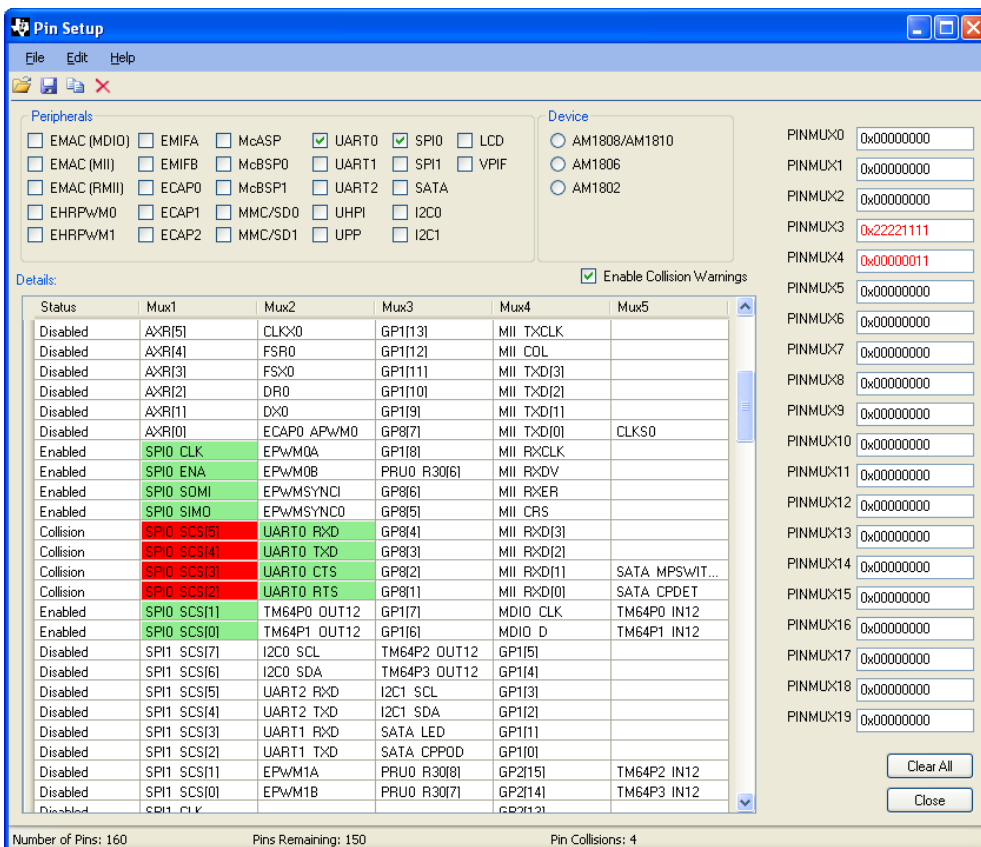 Pin Setup
File Edit Help
Peripherals
EMAC (MDIO) EMIFA McASP UART0 SPI0 LCD
EMAC (MII) EMIFB McBSP0 UART1 SPI1 VPIF
EMAC (RMII) ECAP0 McBSP1 UART2 SATA
EHRPWM0 ECAP1 MMC/SD0 UHPI I2C0
EHRPWM1 ECAP2 MMC/SD1 UPP I2C1
Device
AM1808/AM1810
AM1806
AM1802
Enable Collision Warnings
Details:
Status Mux1 Mux2 Mux3 Mux4 Mux5
Disabled AXR[5] CLKX0 GP1[13] MII TXCLK
Disabled AXR[4] FSR0 GP1[12] MII COL
Disabled AXR[3] FSX0 GP1[11] MII TXD[3]
Disabled AXR[2] DR0 GP1[10] MII TXD[2]
Disabled AXR[1] DX0 GP1[9] MII TXD[1]
Disabled AXR[0] ECAP0 APWM0 GP8[7] MII TXD[0] CLKS0
Enabled SPI0 CLK EPWM0A GP1[8] MII RXCLK
Enabled SPI0 ENA EPWM0B PRU0 R30[6] MII RXDV
Enabled SPI0 SOMI EPWMSYNCI GP8[6] MII RXER
Enabled SPI0 SIMO EPWMSYNC0 GP8[5] MII CRS
Collision SPI0 SCS[5] UART0 RXD GP8[4] MII RXD[3]
Collision SPI0 SCS[4] UART0 TXD GP8[3] MII RXD[2]
Collision SPI0 SCS[3] UART0 CTS GP8[2] MII RXD[1] SATA MPSWIT...
Collision SPI0 SCS[2] UART0 RTS GP8[1] MII RXD[0] SATA CPDET
Enabled SPI0 SCS[1] TM64P0 OUT12 GP1[7] MDIO CLK TM64P0 IN12
Enabled SPI0 SCS[0] TM64P1 OUT12 GP1[6] MDIO D TM64P1 IN12
Disabled SPI1 SCS[7] I2C0 SCL TM64P2 OUT12 GP1[5]
Disabled SPI1 SCS[6] I2C0 SDA TM64P3 OUT12 GP1[4]
Disabled SPI1 SCS[5] UART2 RXD I2C1 SCL GP1[3]
Disabled SPI1 SCS[4] UART2 TXD I2C1 SDA GP1[2]
Disabled SPI1 SCS[3] UART1 RXD SATA LED GP1[1]
Disabled SPI1 SCS[2] UART1 TXD SATA CPPOD GP1[0]
Disabled SPI1 SCS[1] EPWM1A PRU0 R30[8] GP2[15] TM64P2 IN12
Disabled SPI1 SCS[0] EPWM1B PRU0 R30[7] GP2[14] TM64P3 IN12
Disabled SPI1 CLK GP2[13]
PINMUX0 0x00000000
PINMUX1 0x00000000
PINMUX2 0x00000000
PINMUX3 0x22221111
PINMUX4 0x00000011
PINMUX5 0x00000000
PINMUX6 0x00000000
PINMUX7 0x00000000
PINMUX8 0x00000000
PINMUX9 0x00000000
PINMUX10 0x00000000
PINMUX11 0x00000000
PINMUX12 0x00000000
PINMUX13 0x00000000
PINMUX14 0x00000000
PINMUX15 0x00000000
PINMUX16 0x00000000
PINMUX17 0x00000000
PINMUX18 0x00000000
PINMUX19 0x00000000
Clear All
Close
Number of Pins: 160 Pins Remaining: 150 Pin Collisions: 4